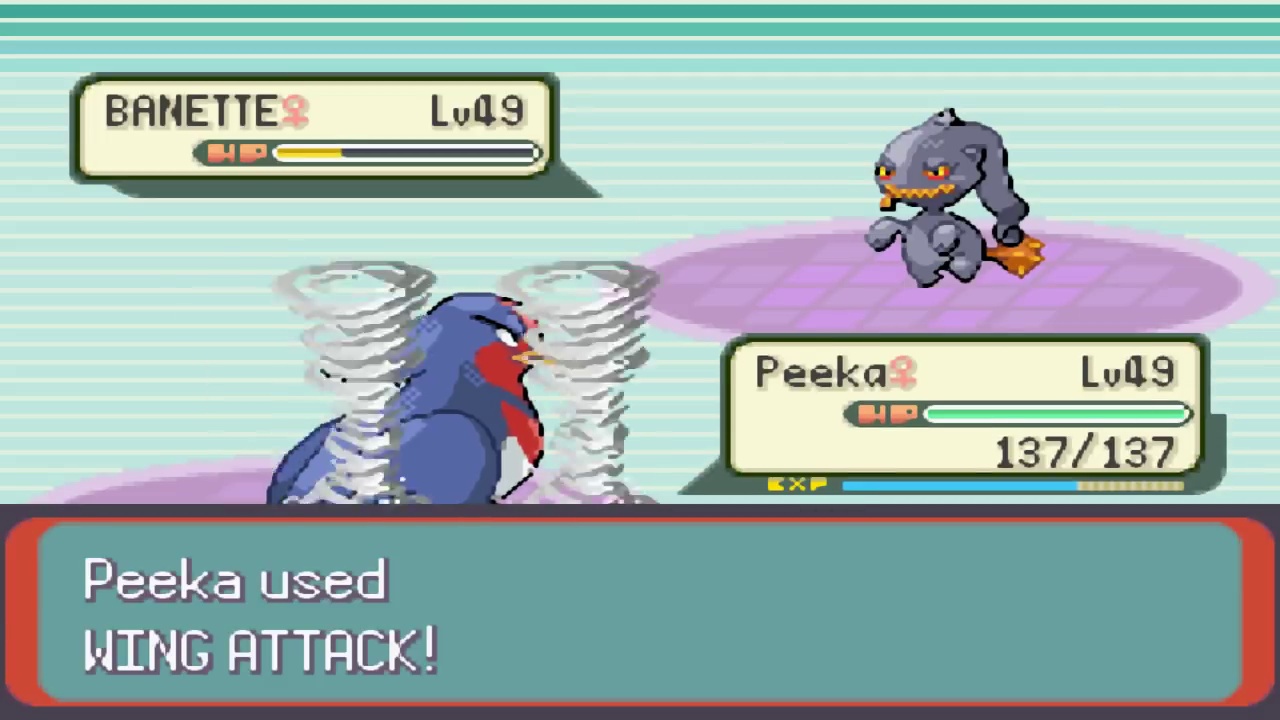 BANETTE♀ Lv49
HP
Peeka♀ Lv49
HP
137/137
EXP
Peeka used
WING ATTACK!